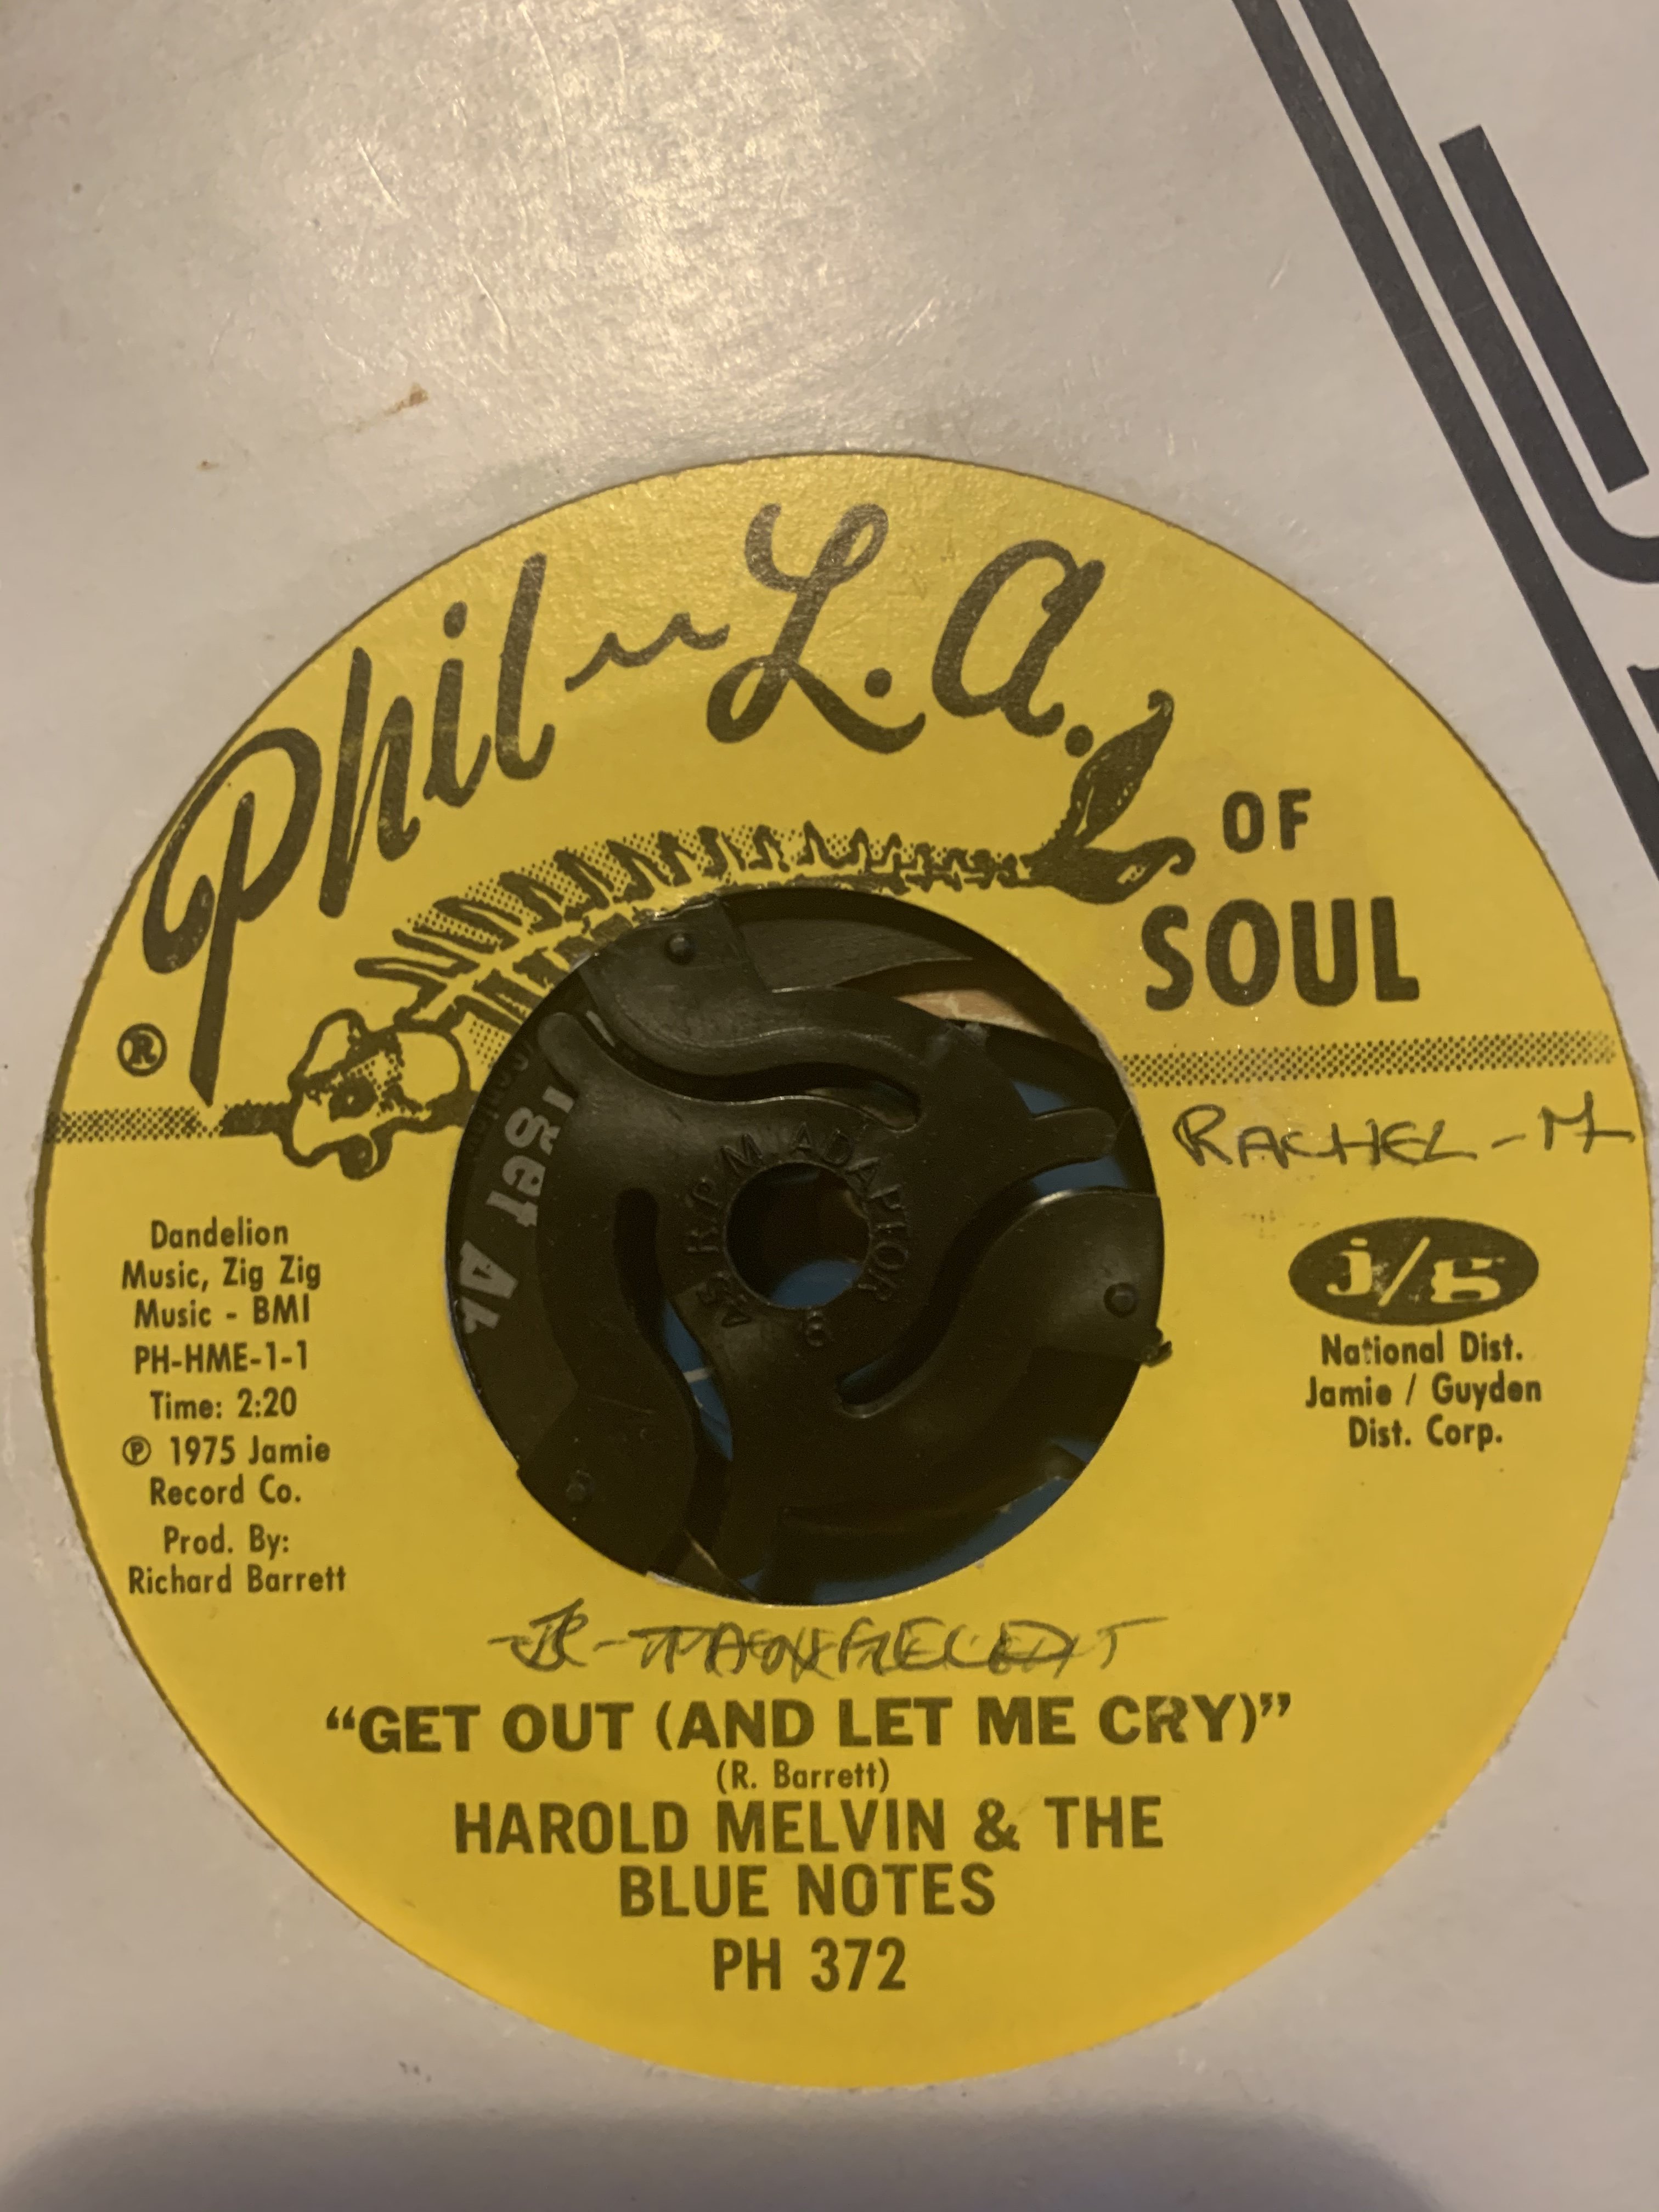 Phil~L.A.
OF
SOUL
®
RACHEL-M
Dandelion
Music, Zig Zig
Music - BMI
PH-HME-1-1
Time: 2:20
℗ 1975 Jamie
Record Co.
Prod. By:
Richard Barrett
45 R.P.M ADAPTOR
j/g
National Dist.
Jamie / Guyden
Dist. Corp.
"GET OUT (AND LET ME CRY)"
(R. Barrett)
HAROLD MELVIN & THE
BLUE NOTES
PH 372